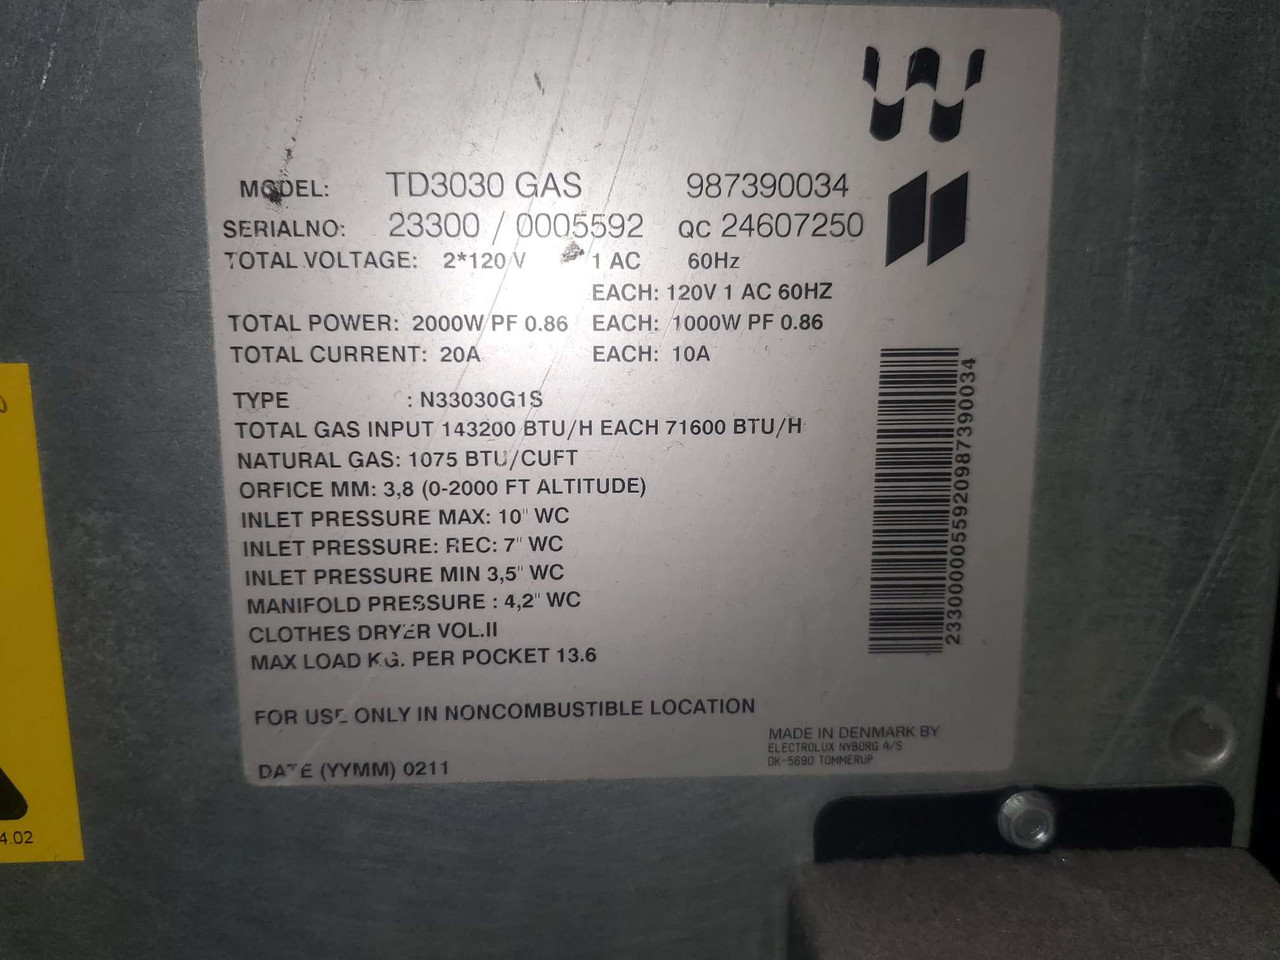 MODEL: TD3030 GAS 987390034
SERIALNO: 23300 / 0005592 QC 24607250
TOTAL VOLTAGE: 2*120 V 1 AC 60Hz
EACH: 120V 1 AC 60HZ
TOTAL POWER: 2000W PF 0.86 EACH: 1000W PF 0.86
TOTAL CURRENT: 20A EACH: 10A
TYPE : N33030G1S
TOTAL GAS INPUT 143200 BTU/H EACH 71600 BTU/H
NATURAL GAS: 1075 BTU/CUFT
ORFICE MM: 3,8 (0-2000 FT ALTITUDE)
INLET PRESSURE MAX: 10" WC
INLET PRESSURE: REC: 7" WC
INLET PRESSURE MIN 3,5" WC
MANIFOLD PRESSURE : 4,2" WC
CLOTHES DRYER VOL.II
MAX LOAD KG. PER POCKET 13.6
FOR USE ONLY IN NONCOMBUSTIBLE LOCATION
DATE (YYMM) 0211
MADE IN DENMARK BY
ELECTROLUX NYBORG A/S
DK-5690 TOMMERUP
23300000559209873​90034
4.02